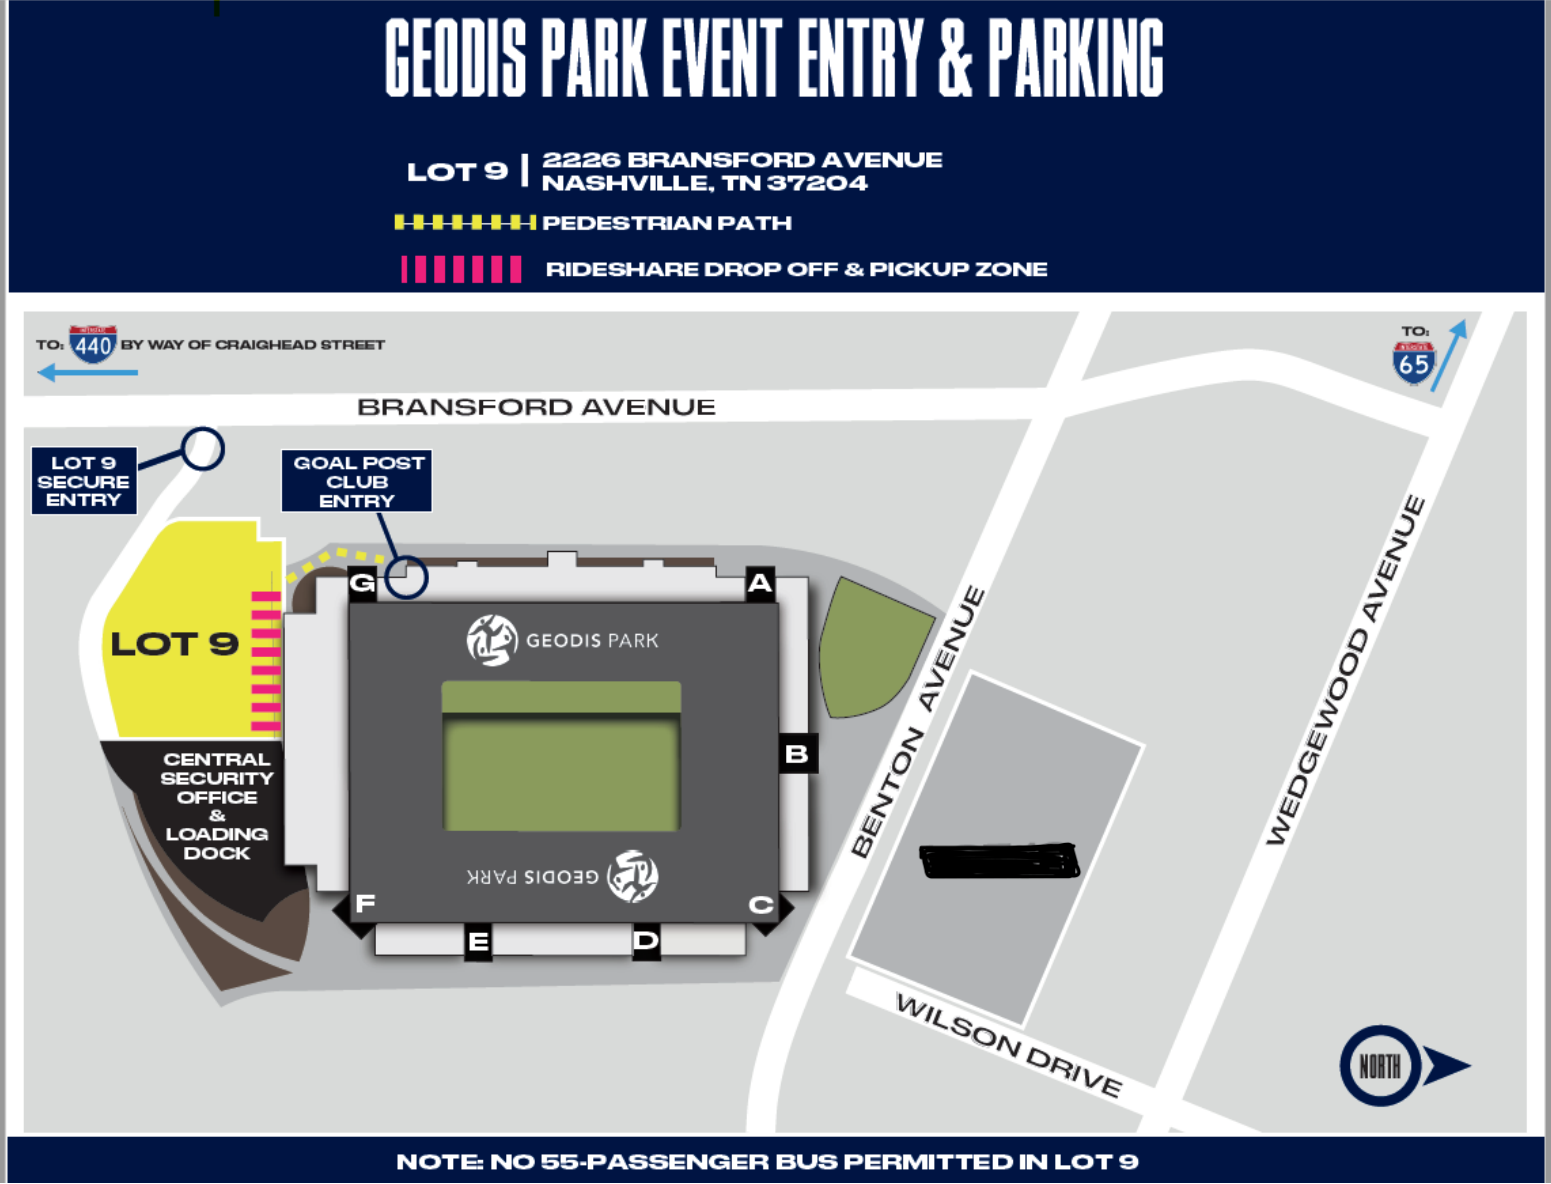 GEODIS PARK EVENT ENTRY & PARKING
LOT 9 | 2226 BRANSFORD AVENUE
NASHVILLE, TN 37204
PEDESTRIAN PATH
RIDESHARE DROP OFF & PICKUP ZONE
TO: 440 BY WAY OF CRAIGHEAD STREET
TO:
65
BRANSFORD AVENUE
LOT 9
SECURE
ENTRY
GOAL POST
CLUB
ENTRY
G
A
GEODIS PARK
LOT 9
B
CENTRAL
SECURITY
OFFICE
&
LOADING
DOCK
GEODIS PARK
F
C
E
D
BENTON AVENUE
WEDGEWOOD AVENUE
WILSON DRIVE
NORTH
NOTE: NO 55-PASSENGER BUS PERMITTED IN LOT 9